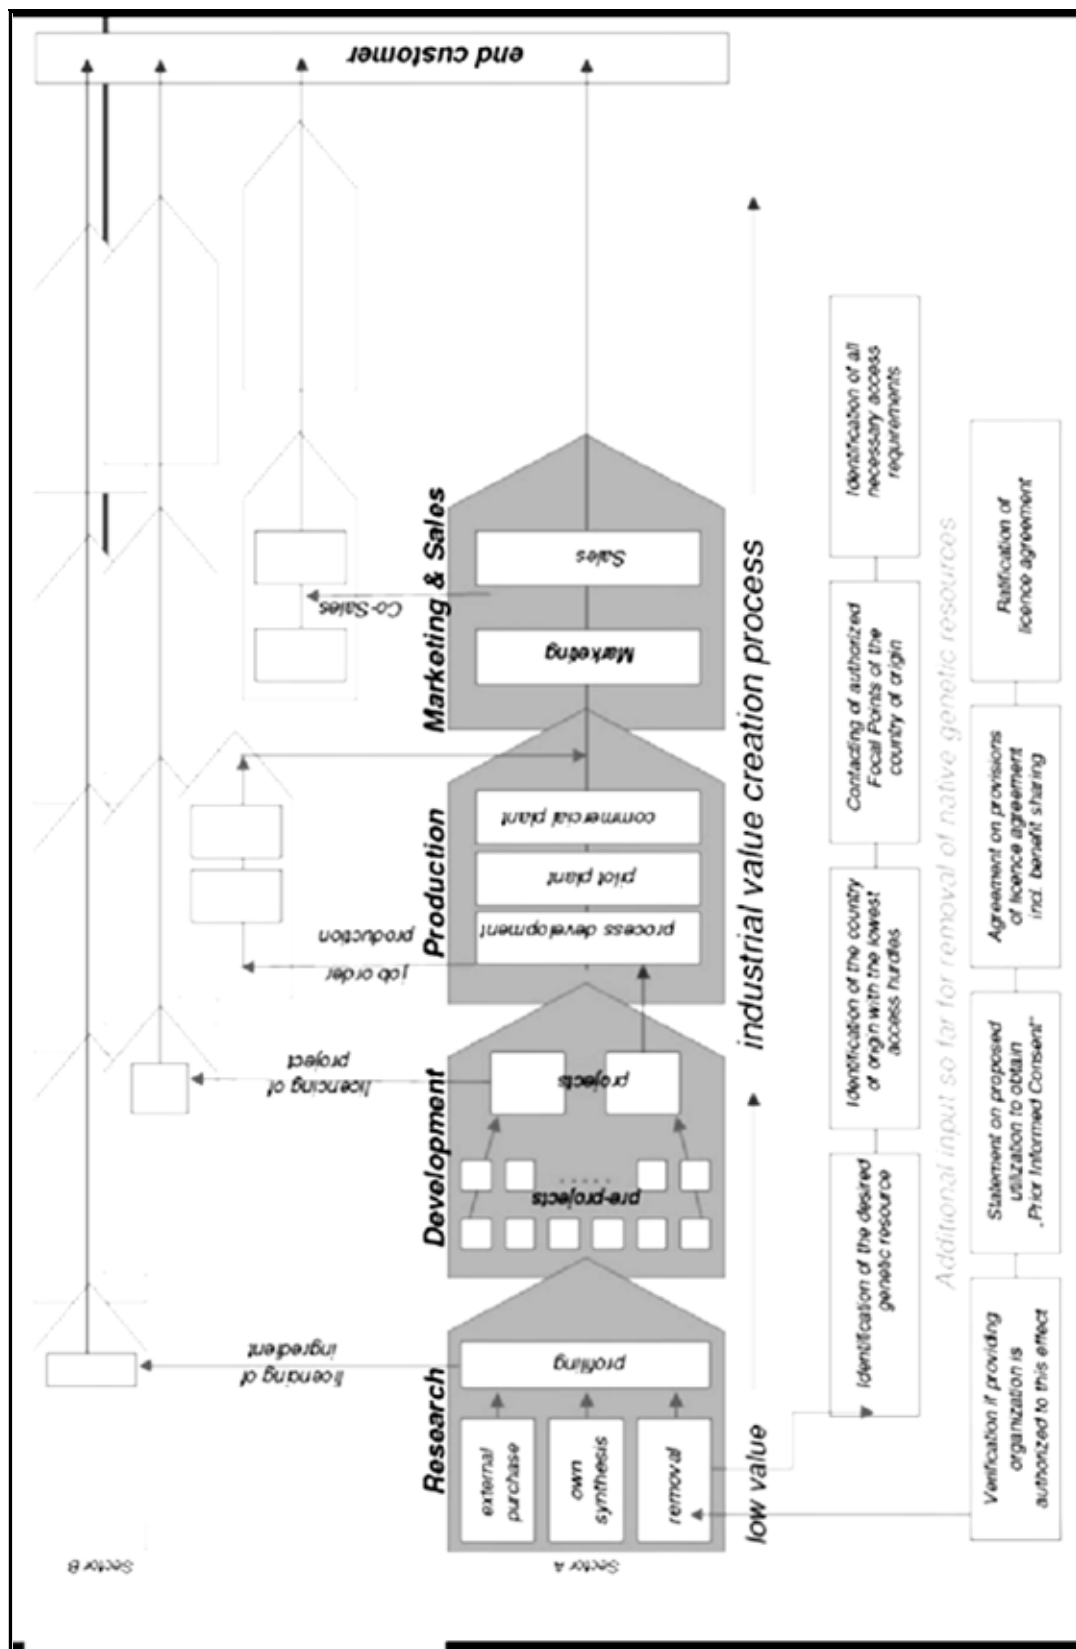 end customer
Sector B
licencing of
ingredient
licencing of
project
job order
production
Co-Sales
Sector A
Research
external
purchase
own
synthesis
removal
profiling
Development
pre-projects
.....
projects
Production
process development
pilot plant
commercial plant
Marketing & Sales
Marketing
Sales
low value
industrial value creation process
Identification of the desired
genetic resource
Identification of the country
of origin with the lowest
access hurdles
Contacting of authorized
Focal Points of the
country of origin
Identification of all
necessary access
requirements
Additional input so far for removal of native genetic resources
Verification if providing
organization is
authorized to this effect
Statement on proposed
utilization to obtain
„Prior Informed Consent“
Agreement on provisions
of licence agreement
incl. benefit sharing
Ratification of
licence agreement